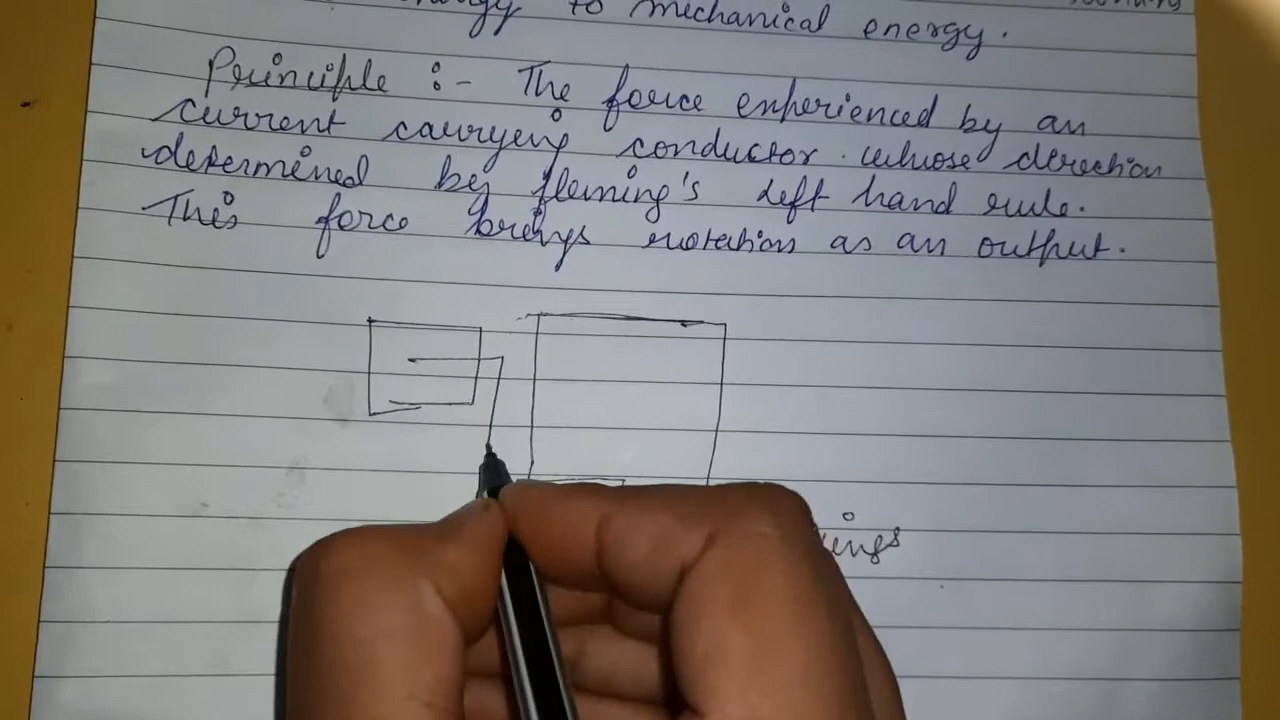 to mechanical energy.
Principle :- The force experienced by an
current carrying conductor. whose direction
determined by fleming's Left hand rule.
This force brings rotation as an output.